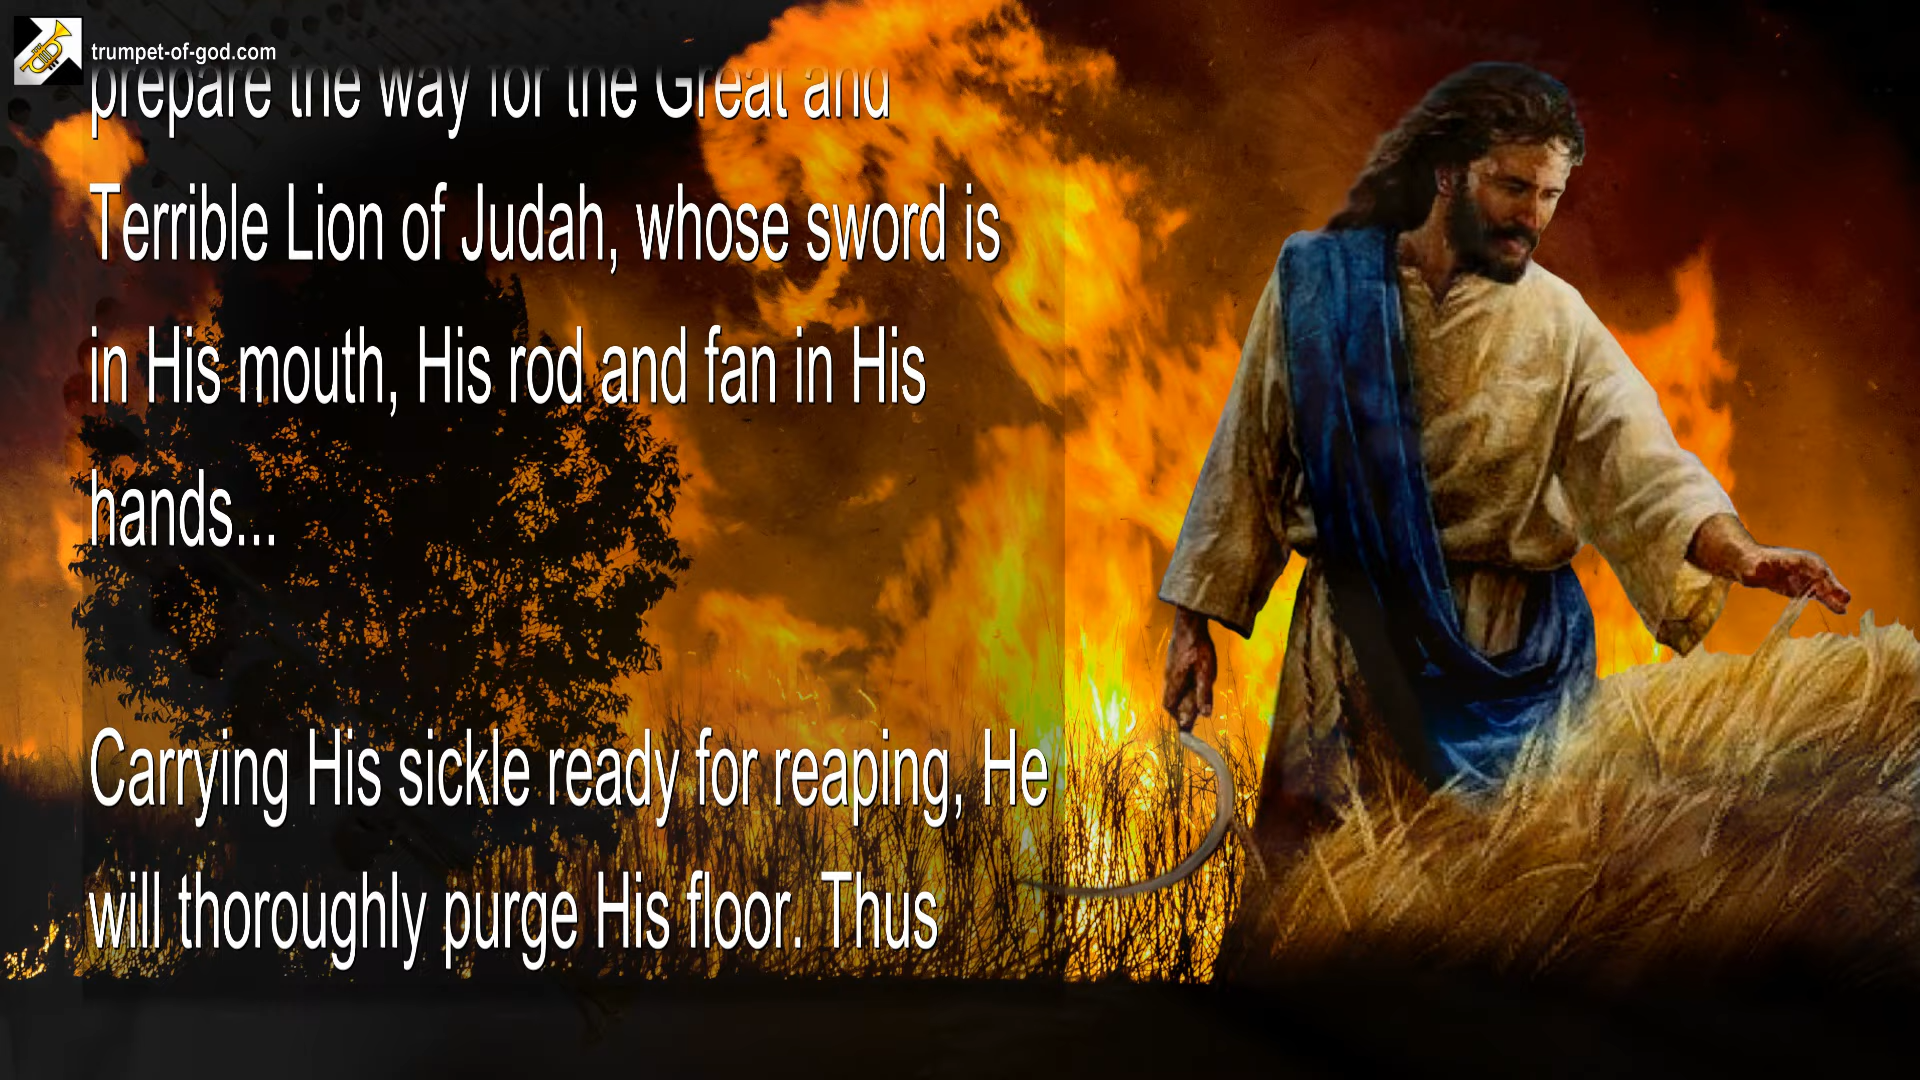 trumpet-of-god.com
prepare the way for the Great and
Terrible Lion of Judah, whose sword is
in His mouth, His rod and fan in His
hands...
Carrying His sickle ready for reaping, He
will thoroughly purge His floor. Thus